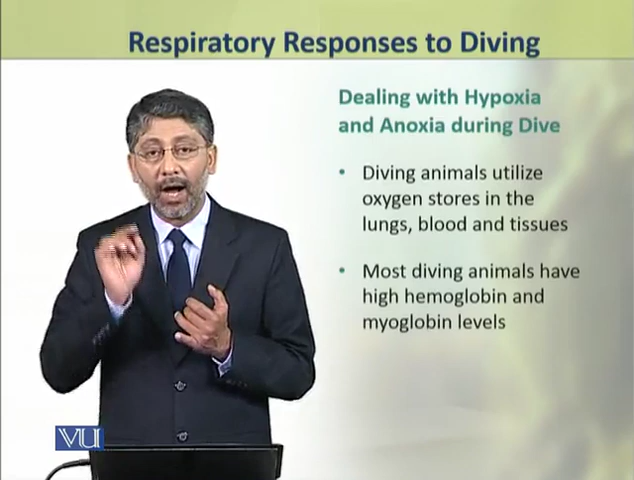 Respiratory Responses to Diving
Dealing with Hypoxia
and Anoxia during Dive
• Diving animals utilize
oxygen stores in the
lungs, blood and tissues
• Most diving animals have
high hemoglobin and
myoglobin levels
VU